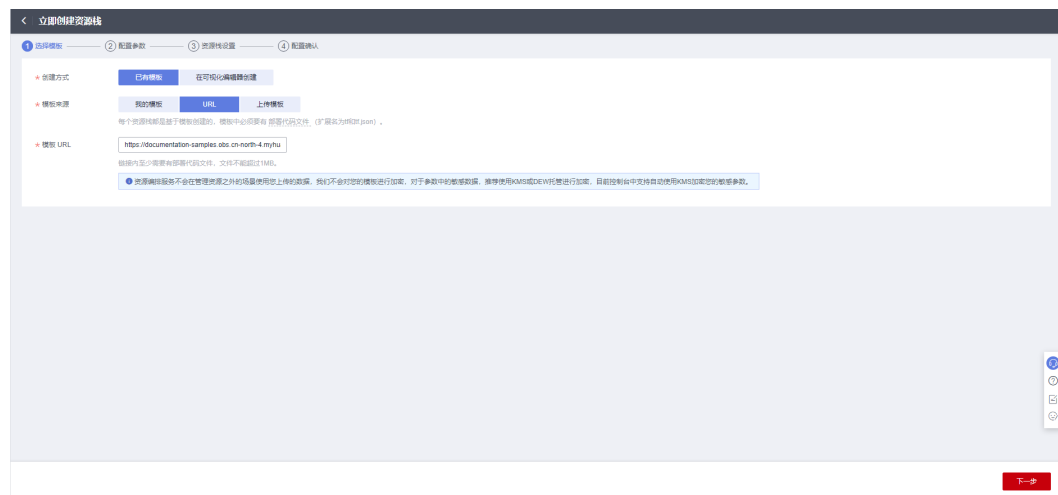 立即创建资源栈
1 选择模板 2 配置参数 3 资源栈设置 4 配置确认
* 创建方式 已有模板 在可视化编辑器创建
* 模板来源 我的模板 URL 上传模板
每个资源栈都是基于模板创建的，模板中必须要有 部署代码文件（扩展名为tf和tf.json）。
* 模板 URL https://documentation-samples.obs.cn-north-4.myhu
链接内至少需要有部署代码文件，文件不能超过1MB。
资源编排服务不会在管理资源之外的场景使用您上传的数据，我们不会对您的模板进行加密，对于参数中的敏感数据，推荐使用KMS或DEW托管进行加密，目前控制台中支持自动使用KMS加密您的敏感参数。
下一步